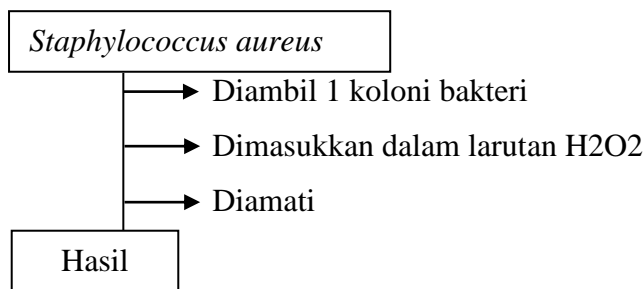 Staphylococcus aureus
Diambil 1 koloni bakteri
Dimasukkan dalam larutan H2O2
Diamati
Hasil